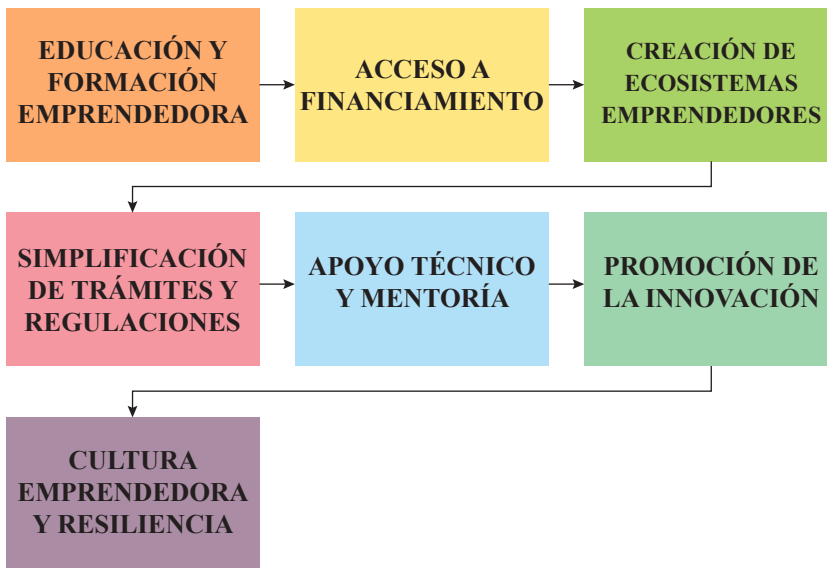 EDUCACIÓN Y
FORMACIÓN
EMPRENDEDORA
ACCESO A
FINANCIAMIENTO
CREACIÓN DE
ECOSISTEMAS
EMPRENDEDORES
SIMPLIFICACIÓN
DE TRÁMITES Y
REGULACIONES
APOYO TÉCNICO
Y MENTORÍA
PROMOCIÓN DE
LA INNOVACIÓN
CULTURA
EMPRENDEDORA
Y RESILIENCIA